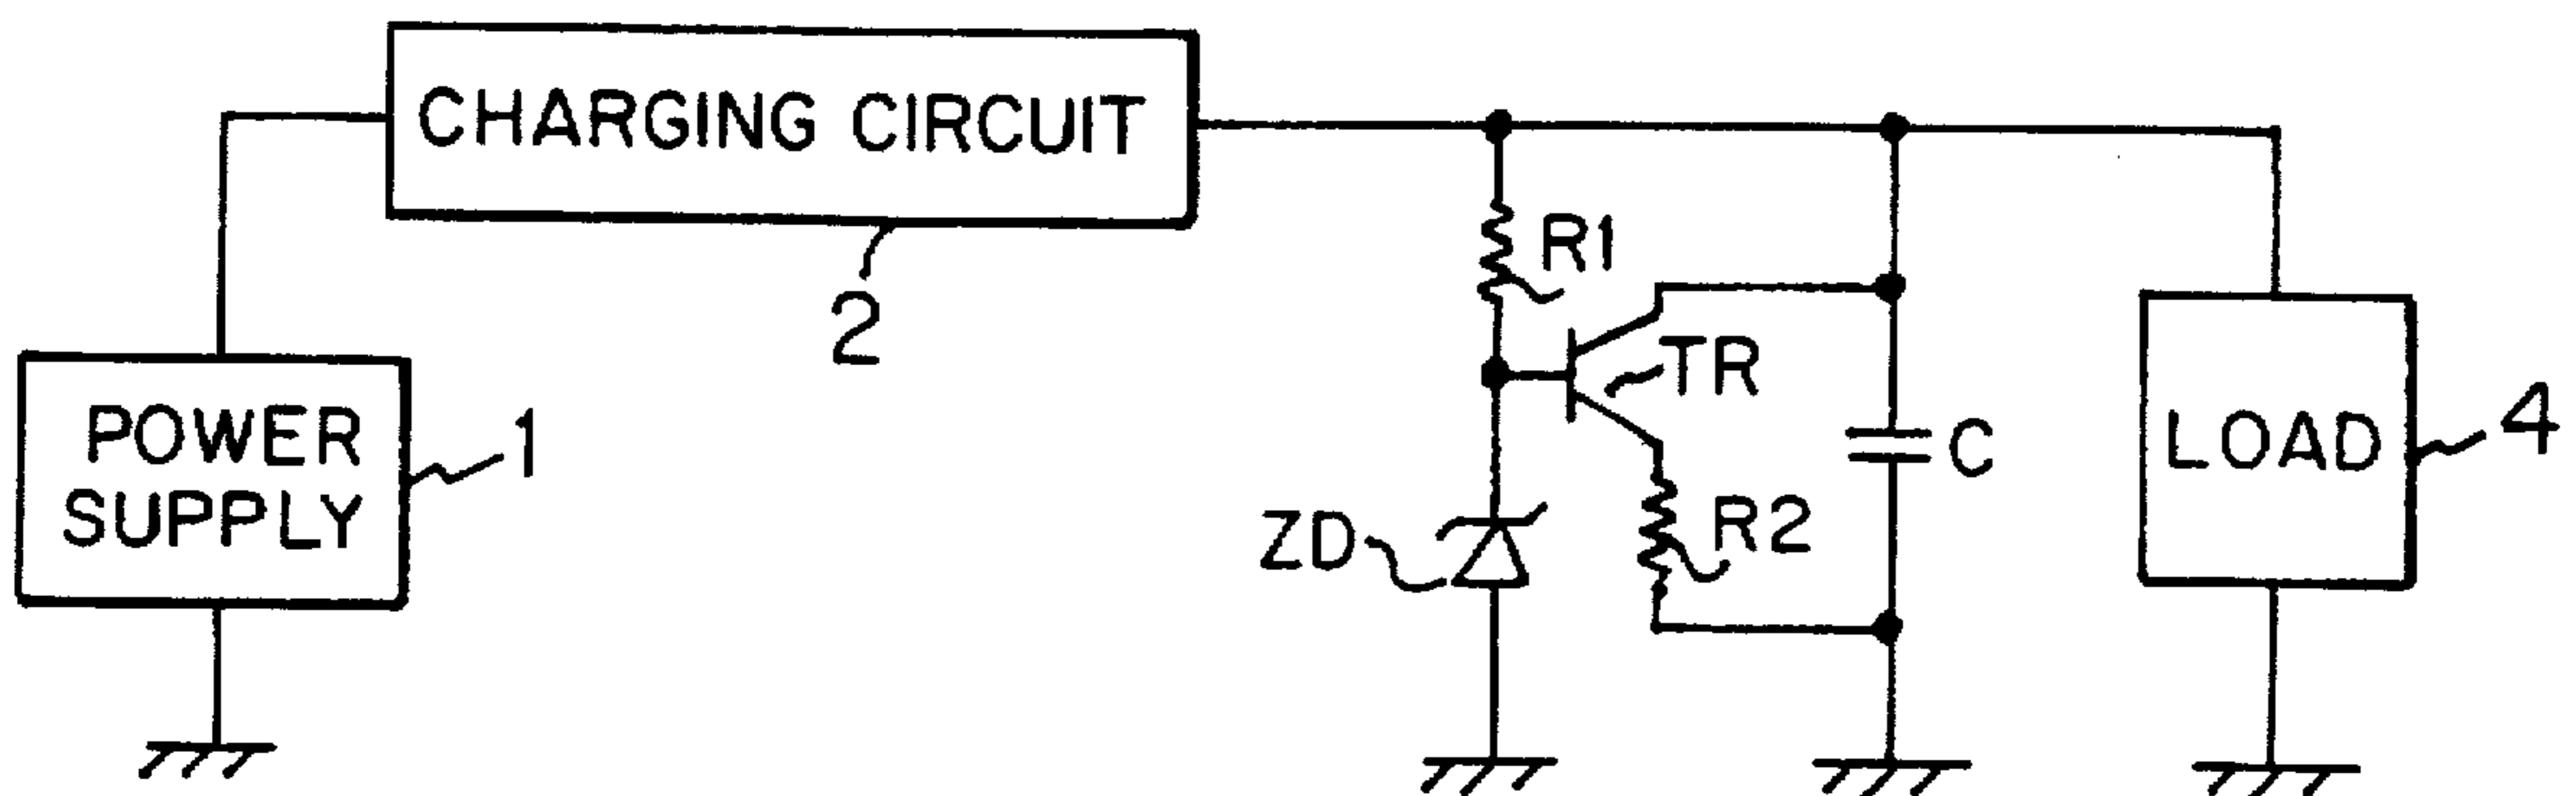 CHARGING CIRCUIT
2
POWER
SUPPLY
1
R1
TR
ZD
R2
C
LOAD
4